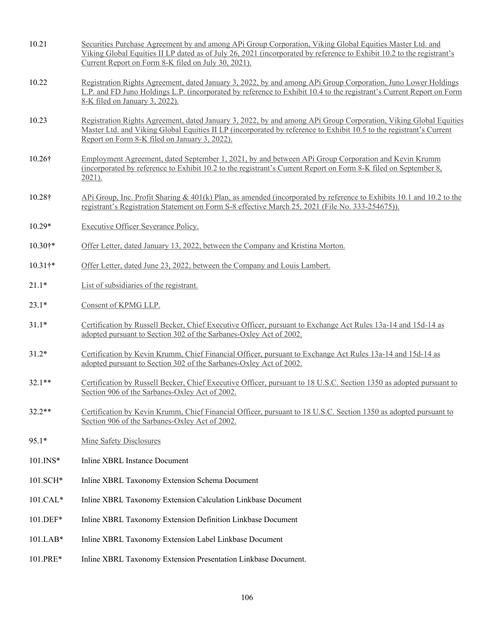 10.21 Securities Purchase Agreement by and among APi Group Corporation, Viking Global Equities Master Ltd. and
Viking Global Equities II LP dated as of July 26, 2021 (incorporated by reference to Exhibit 10.2 to the registrant's
Current Report on Form 8-K filed on July 30, 2021).
10.22 Registration Rights Agreement, dated January 3, 2022, by and among APi Group Corporation, Juno Lower Holdings
L.P. and FD Juno Holdings L.P. (incorporated by reference to Exhibit 10.4 to the registrant's Current Report on Form
8-K filed on January 3, 2022).
10.23 Registration Rights Agreement, dated January 3, 2022, by and among APi Group Corporation, Viking Global Equities
Master Ltd. and Viking Global Equities II LP (incorporated by reference to Exhibit 10.5 to the registrant's Current
Report on Form 8-K filed on January 3, 2022).
10.26† Employment Agreement, dated September 1, 2021, by and between APi Group Corporation and Kevin Krumm
(incorporated by reference to Exhibit 10.2 to the registrant's Current Report on Form 8-K filed on September 8,
2021).
10.28† APi Group, Inc. Profit Sharing & 401(k) Plan, as amended (incorporated by reference to Exhibits 10.1 and 10.2 to the
registrant's Registration Statement on Form S-8 effective March 25, 2021 (File No. 333-254675)).
10.29* Executive Officer Severance Policy.
10.30†* Offer Letter, dated January 13, 2022, between the Company and Kristina Morton.
10.31†* Offer Letter, dated June 23, 2022, between the Company and Louis Lambert.
21.1* List of subsidiaries of the registrant.
23.1* Consent of KPMG LLP.
31.1* Certification by Russell Becker, Chief Executive Officer, pursuant to Exchange Act Rules 13a-14 and 15d-14 as
adopted pursuant to Section 302 of the Sarbanes-Oxley Act of 2002.
31.2* Certification by Kevin Krumm, Chief Financial Officer, pursuant to Exchange Act Rules 13a-14 and 15d-14 as
adopted pursuant to Section 302 of the Sarbanes-Oxley Act of 2002.
32.1** Certification by Russell Becker, Chief Executive Officer, pursuant to 18 U.S.C. Section 1350 as adopted pursuant to
Section 906 of the Sarbanes-Oxley Act of 2002.
32.2** Certification by Kevin Krumm, Chief Financial Officer, pursuant to 18 U.S.C. Section 1350 as adopted pursuant to
Section 906 of the Sarbanes-Oxley Act of 2002.
95.1* Mine Safety Disclosures
101.INS* Inline XBRL Instance Document
101.SCH* Inline XBRL Taxonomy Extension Schema Document
101.CAL* Inline XBRL Taxonomy Extension Calculation Linkbase Document
101.DEF* Inline XBRL Taxonomy Extension Definition Linkbase Document
101.LAB* Inline XBRL Taxonomy Extension Label Linkbase Document
101.PRE* Inline XBRL Taxonomy Extension Presentation Linkbase Document.
106